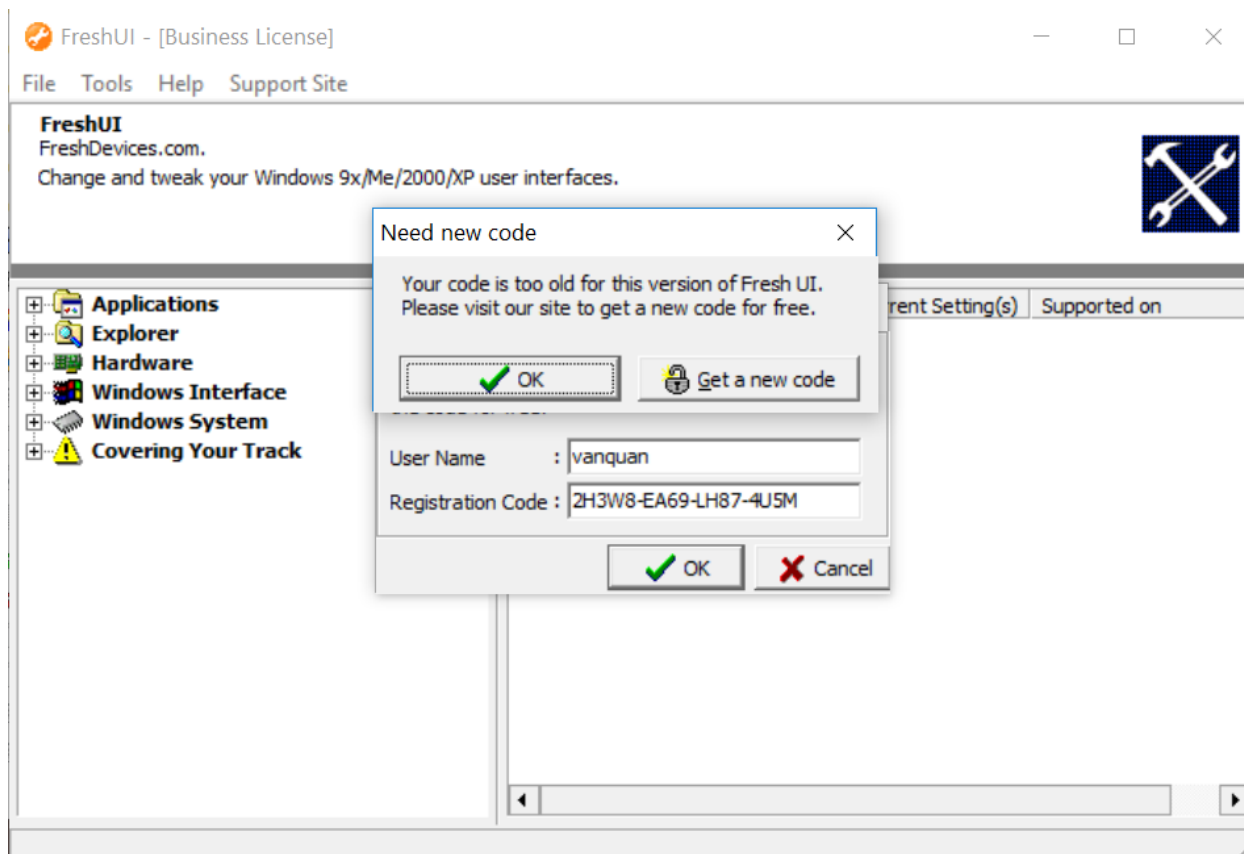 FreshUI - [Business License]
File Tools Help Support Site
FreshUI
FreshDevices.com.
Change and tweak your Windows 9x/Me/2000/XP user interfaces.
Need new code
Your code is too old for this version of Fresh UI.
Please visit our site to get a new code for free.
OK
Get a new code
Applications
Explorer
Hardware
Windows Interface
Windows System
Covering Your Track
rent Setting(s)
Supported on
User Name : vanquan
Registration Code : 2H3W8-EA69-LH87-4U5M
OK
Cancel